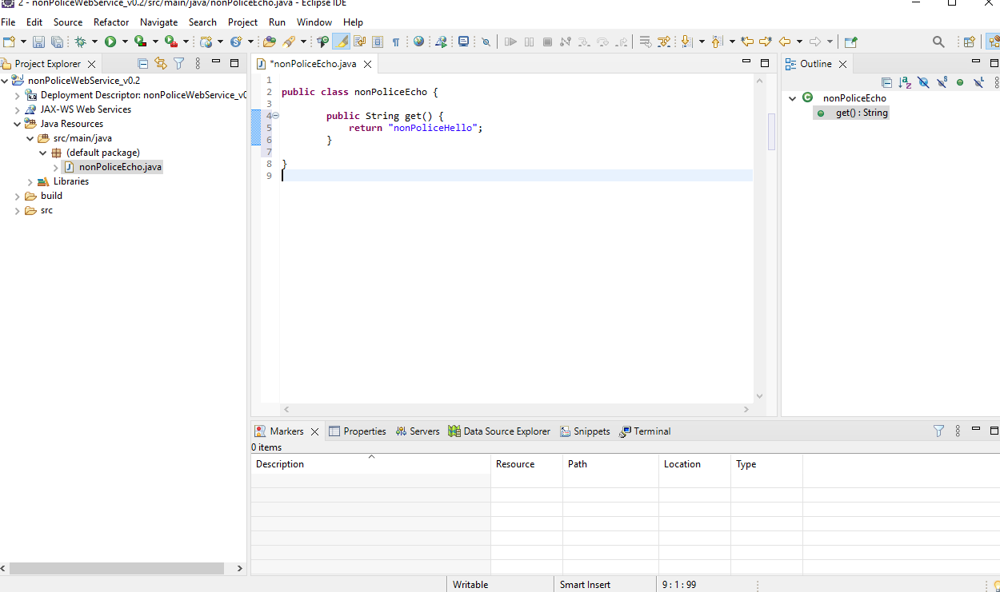 2 - nonPoliceWebService_v0.2/src/main/java/nonPoliceEcho.java - Eclipse IDE
File Edit Source Refactor Navigate Search Project Run Window Help
Project Explorer
nonPoliceWebService_v0.2
Deployment Descriptor: nonPoliceWebService_v0
JAX-WS Web Services
Java Resources
src/main/java
(default package)
nonPoliceEcho.java
Libraries
build
src
*nonPoliceEcho.java
1
2 public class nonPoliceEcho {
3
4 public String get() {
5 return "nonPoliceHello";
6 }
7
8 }
9
Outline
nonPoliceEcho
get() : String
Markers Properties Servers Data Source Explorer Snippets Terminal
0 items
Description Resource Path Location Type
Writable Smart Insert 9 : 1 : 99